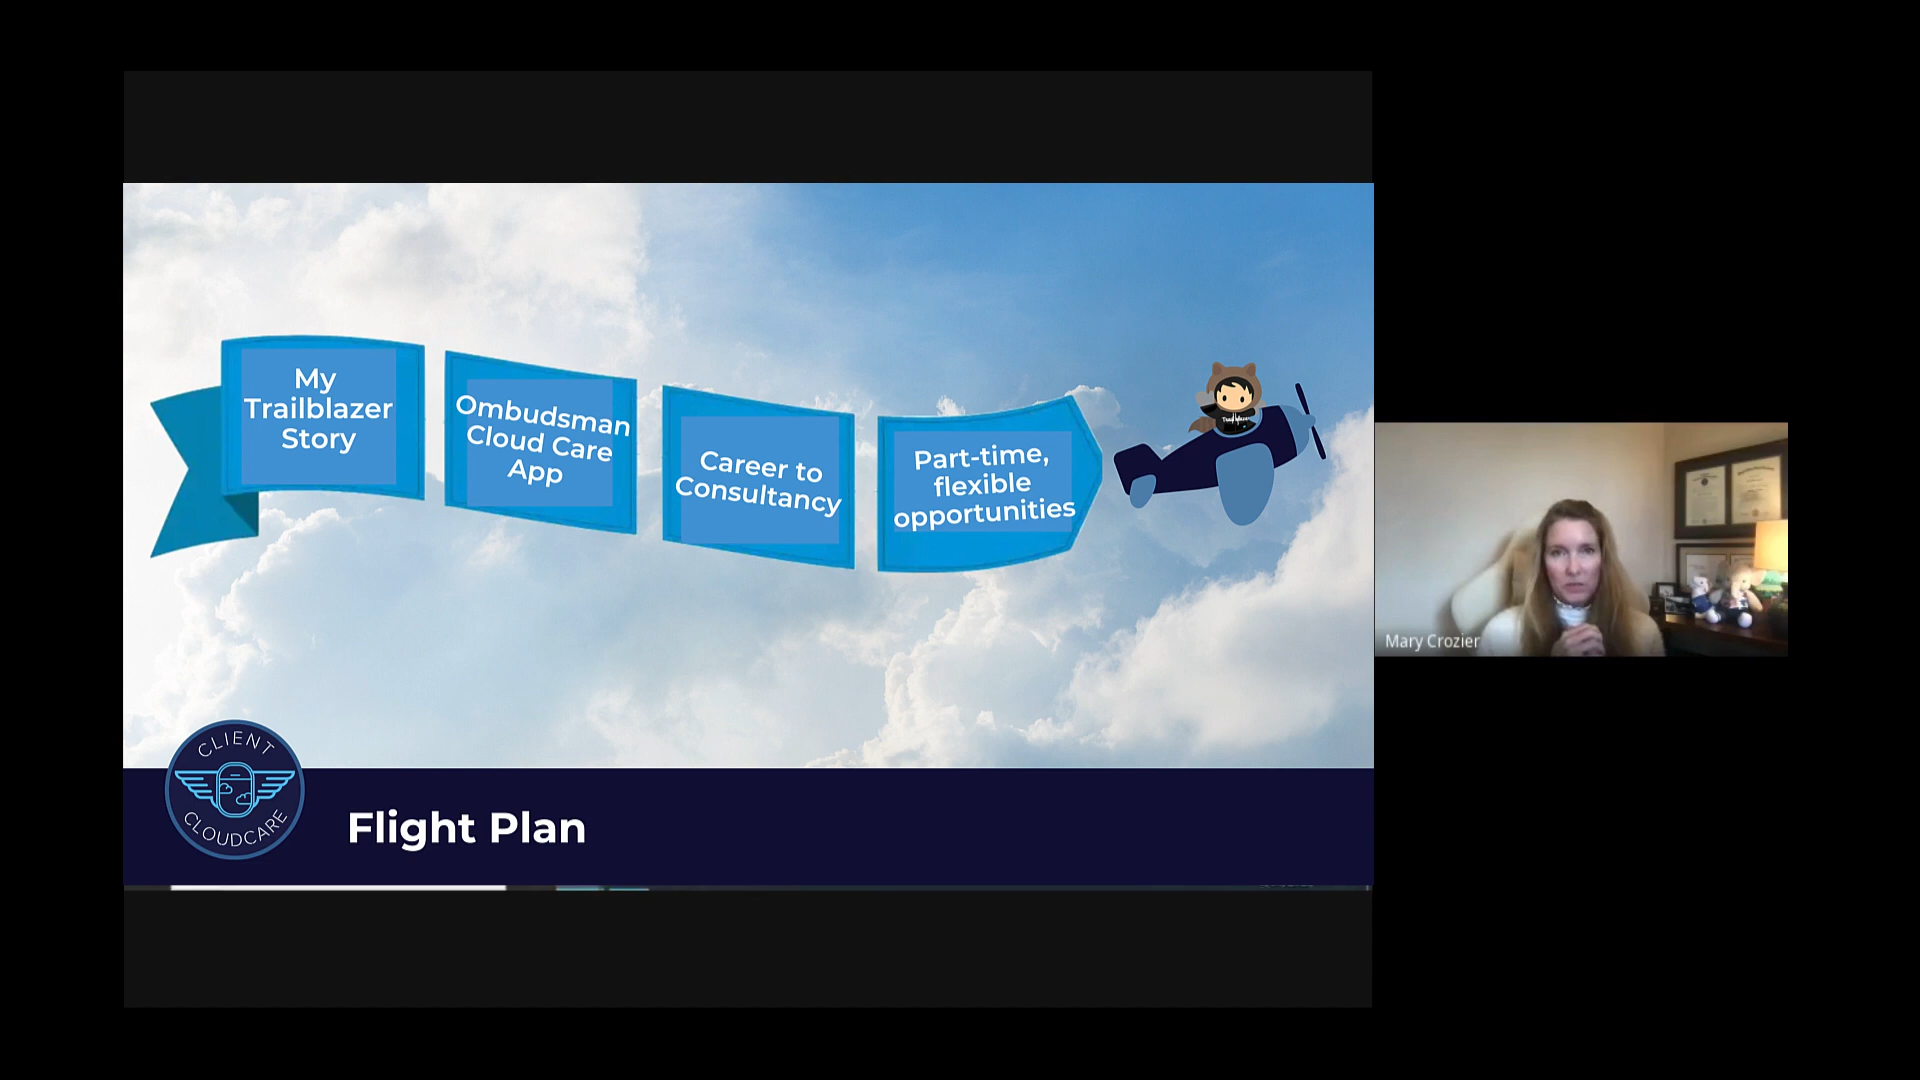 My
Trailblazer
Story
Ombudsman
Cloud Care
App
Career to
Consultancy
Part-time,
flexible
opportunities
CLIENT
CLOUDCARE
Flight Plan
Mary Crozier